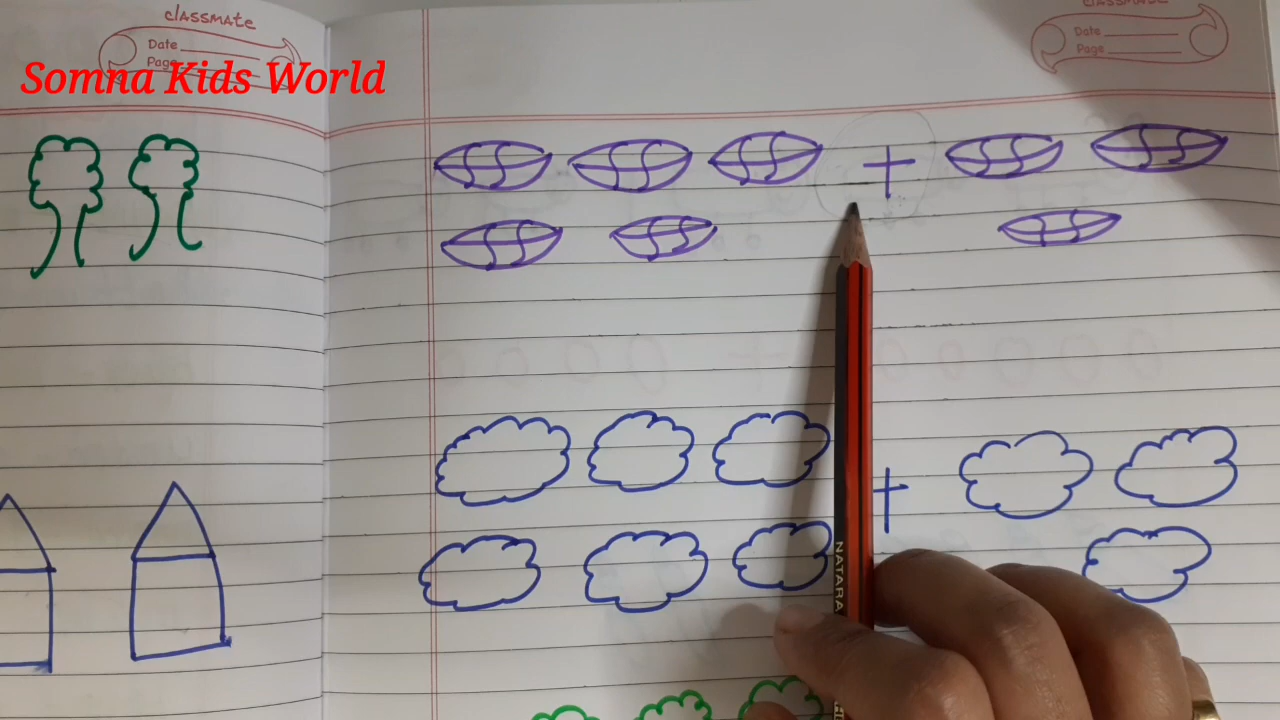 classmate
Date
Page
Somna Kids World
Date
Page
+
+
NATARA